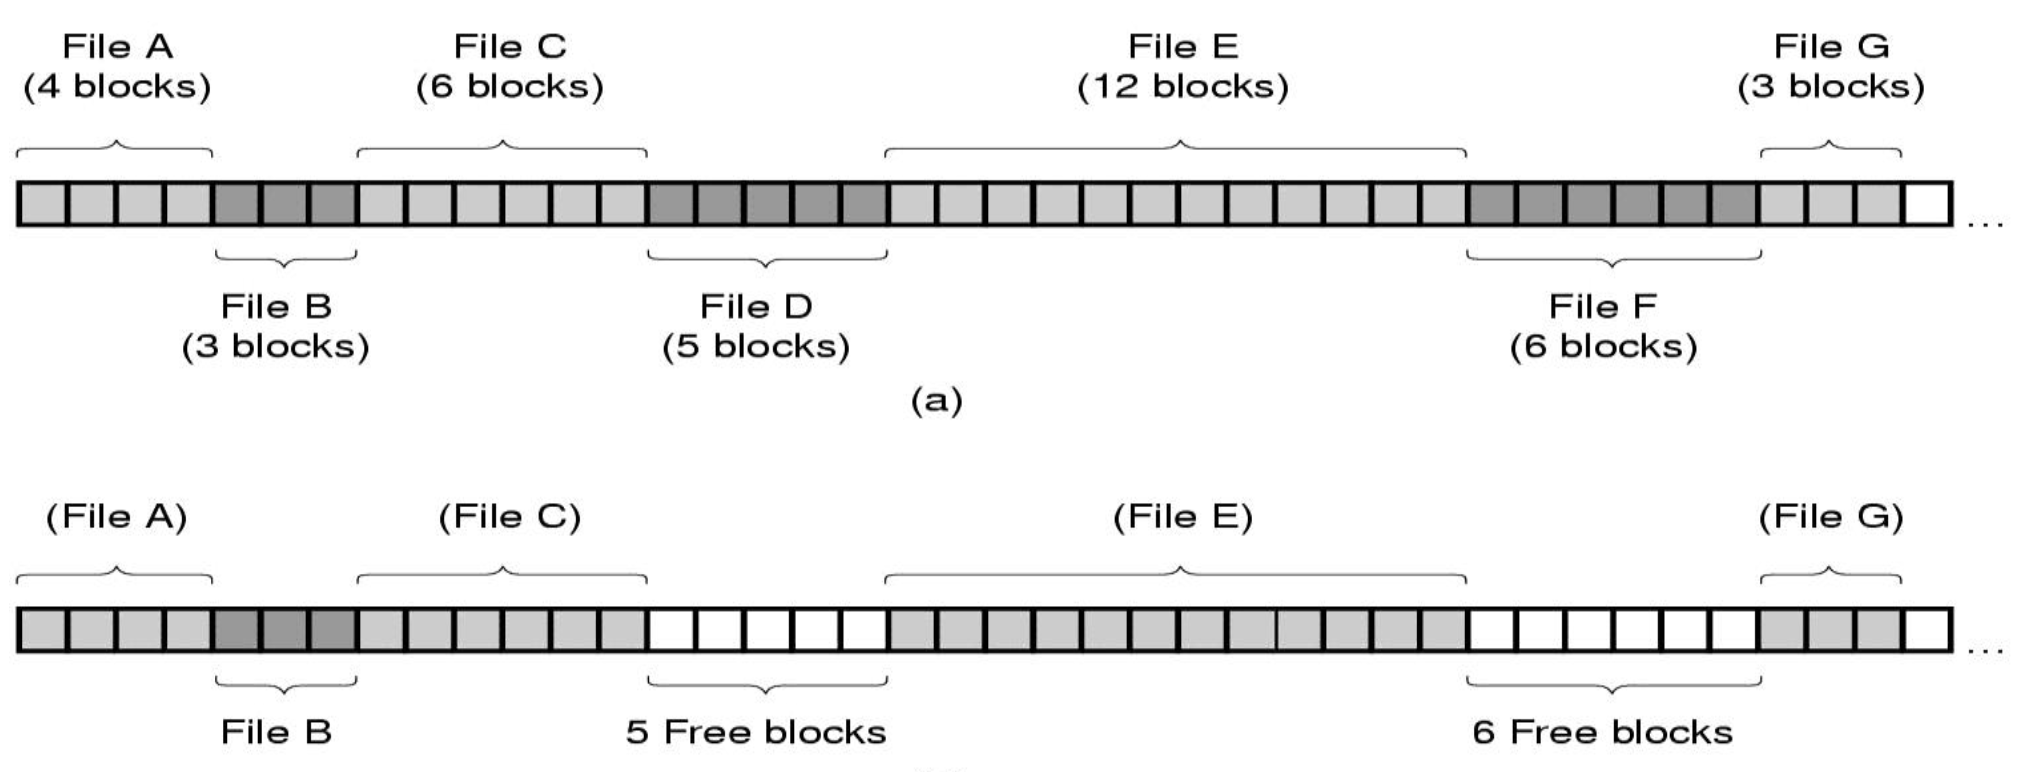 File A
(4 blocks)
File C
(6 blocks)
File E
(12 blocks)
File G
(3 blocks)
...
File B
(3 blocks)
File D
(5 blocks)
File F
(6 blocks)
(a)
(File A)
(File C)
(File E)
(File G)
...
File B
5 Free blocks
6 Free blocks